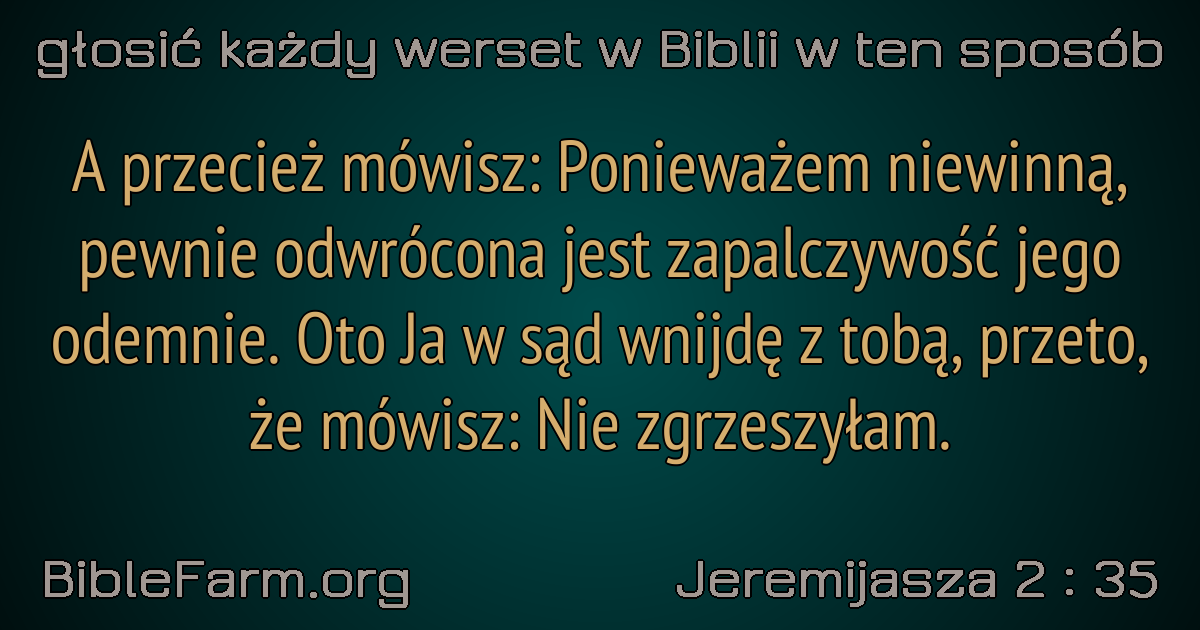 głosić każdy werset w Biblii w ten sposób
A przecież mówisz: Ponieważem niewinną,
pewnie odwrócona jest zapalczywość jego
odemnie. Oto Ja w sąd wnijdę z tobą, przeto,
że mówisz: Nie zgrzeszyłam.
BibleFarm.org
Jeremijasza 2 : 35